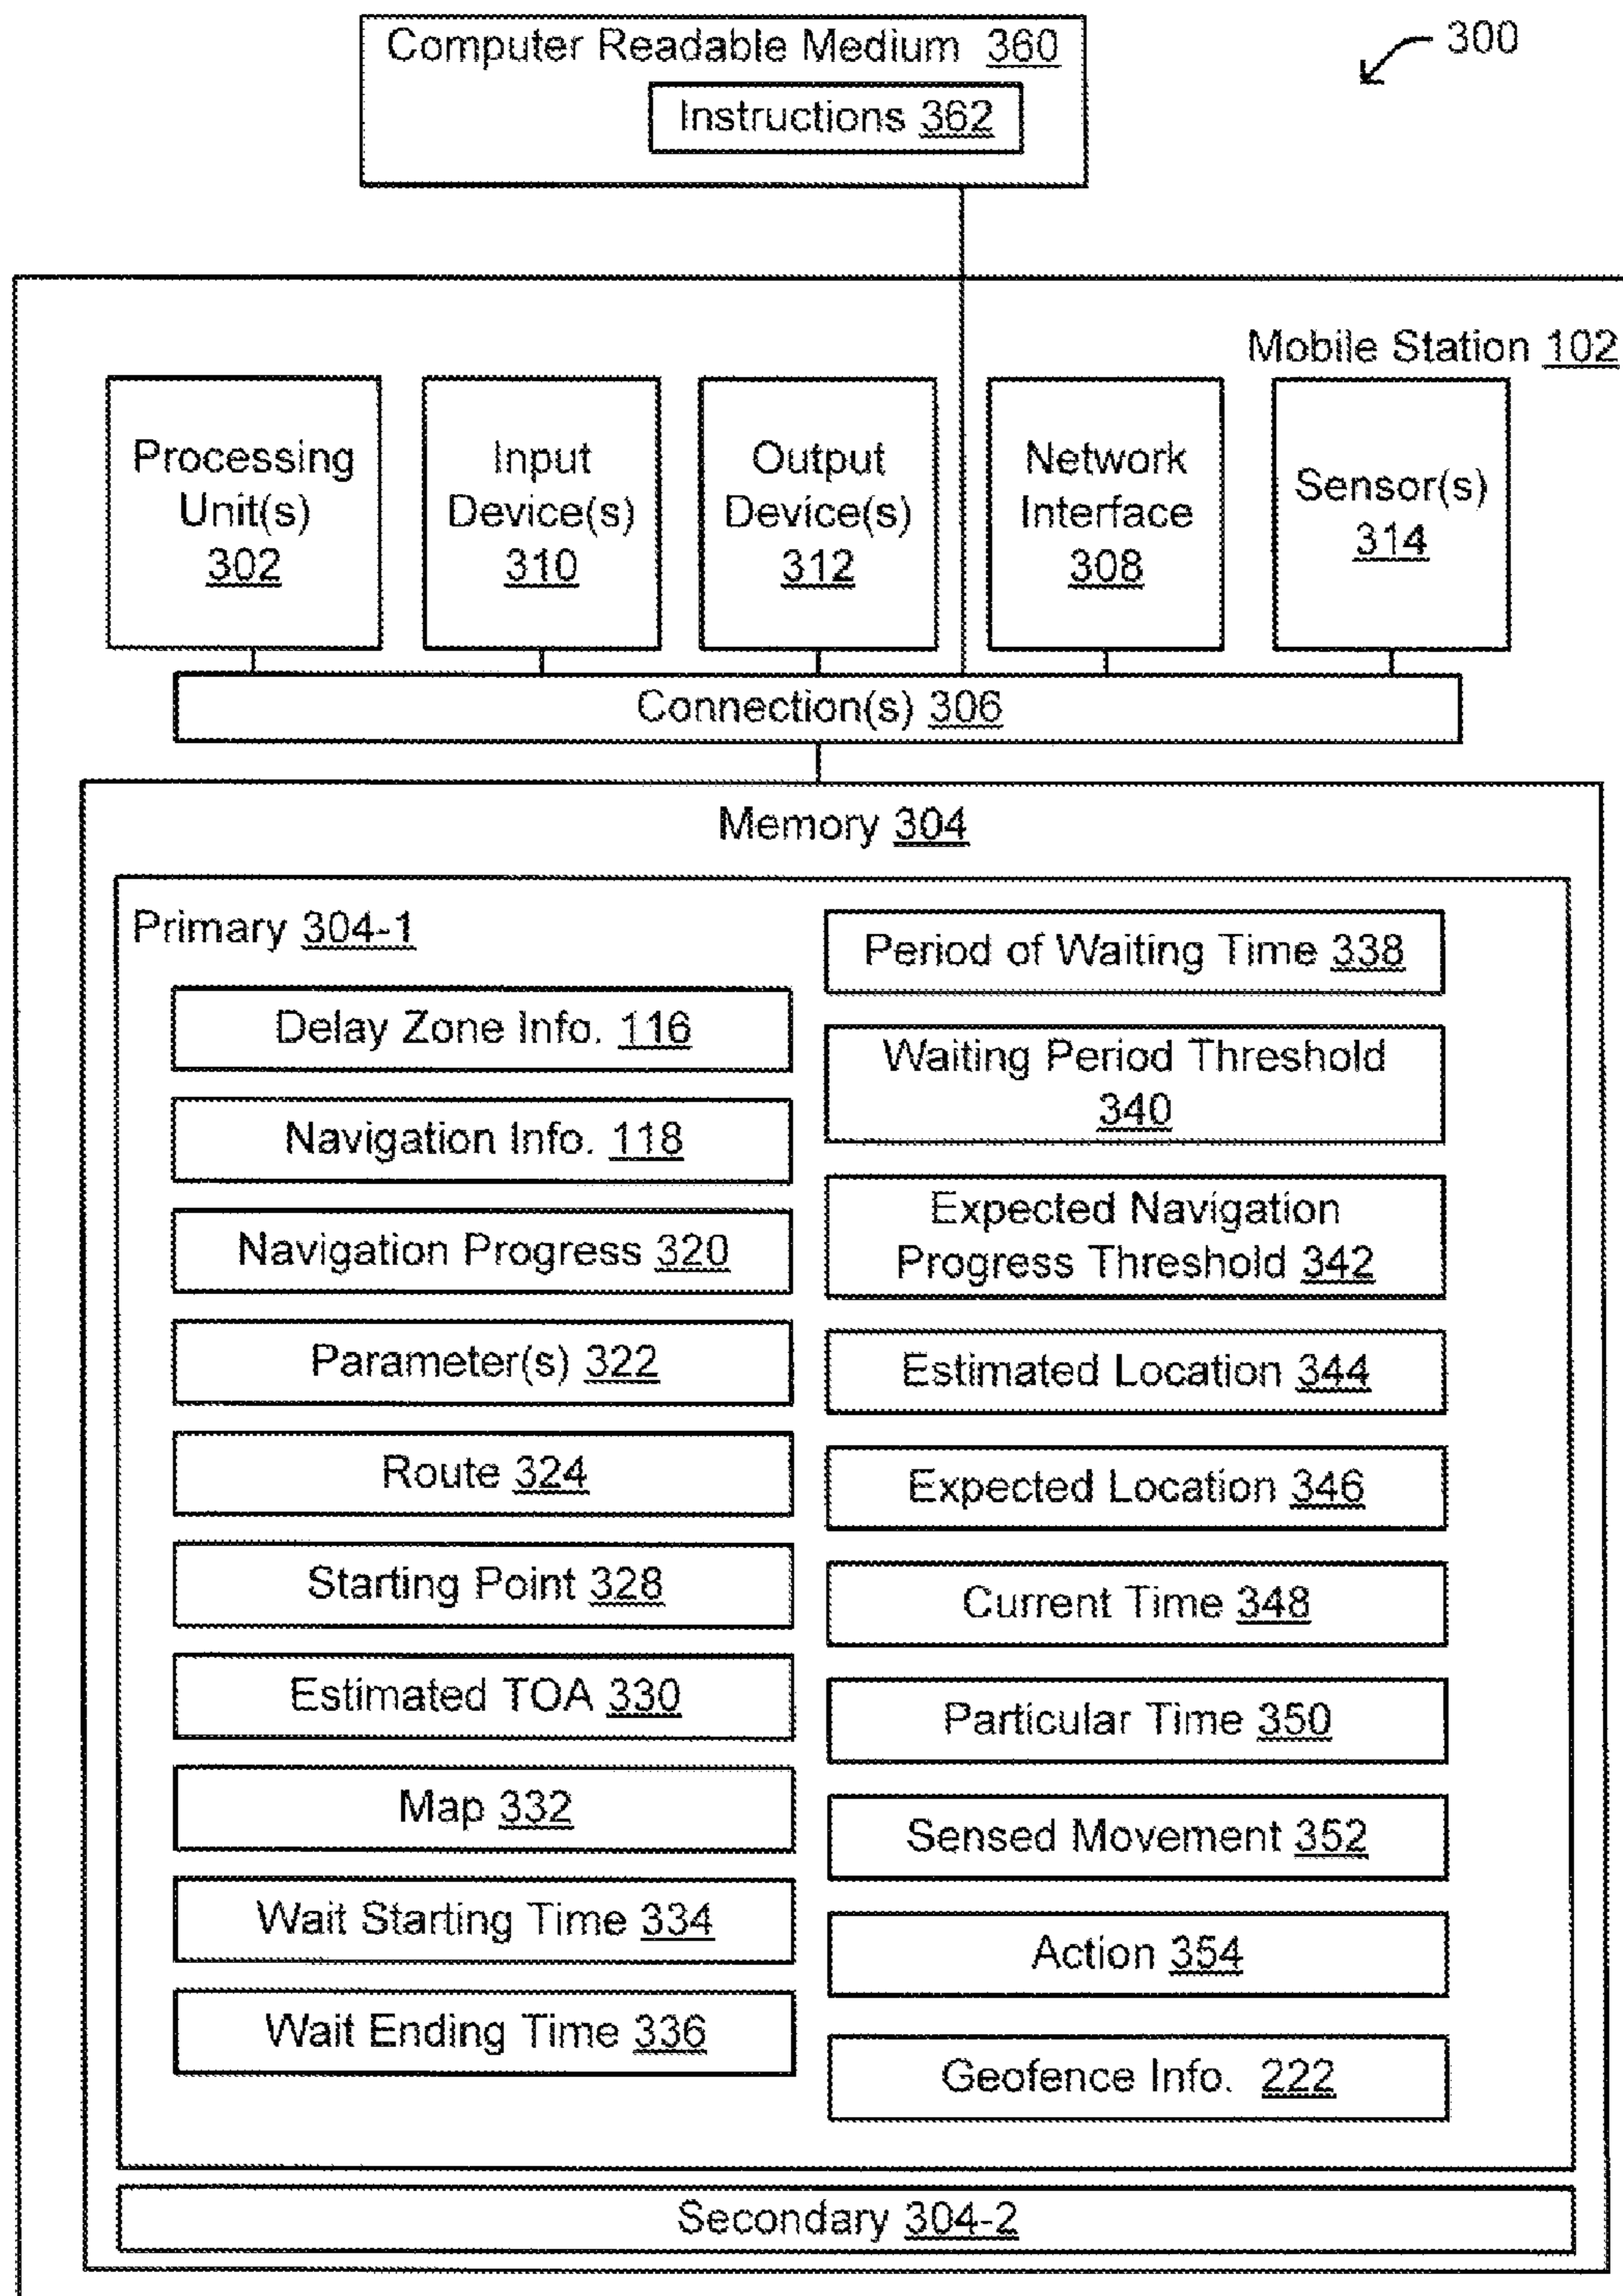 Computer Readable Medium 360
Instructions 362
300
Mobile Station 102
Processing
Unit(s)
302
Input
Device(s)
310
Output
Device(s)
312
Network
Interface
308
Sensor(s)
314
Connection(s) 306
Memory 304
Primary 304-1
Delay Zone Info. 116
Navigation Info. 118
Navigation Progress 320
Parameter(s) 322
Route 324
Starting Point 328
Estimated TOA 330
Map 332
Wait Starting Time 334
Wait Ending Time 336
Period of Waiting Time 338
Waiting Period Threshold
340
Expected Navigation
Progress Threshold 342
Estimated Location 344
Expected Location 346
Current Time 348
Particular Time 350
Sensed Movement 352
Action 354
Geofence Info. 222
Secondary 304-2